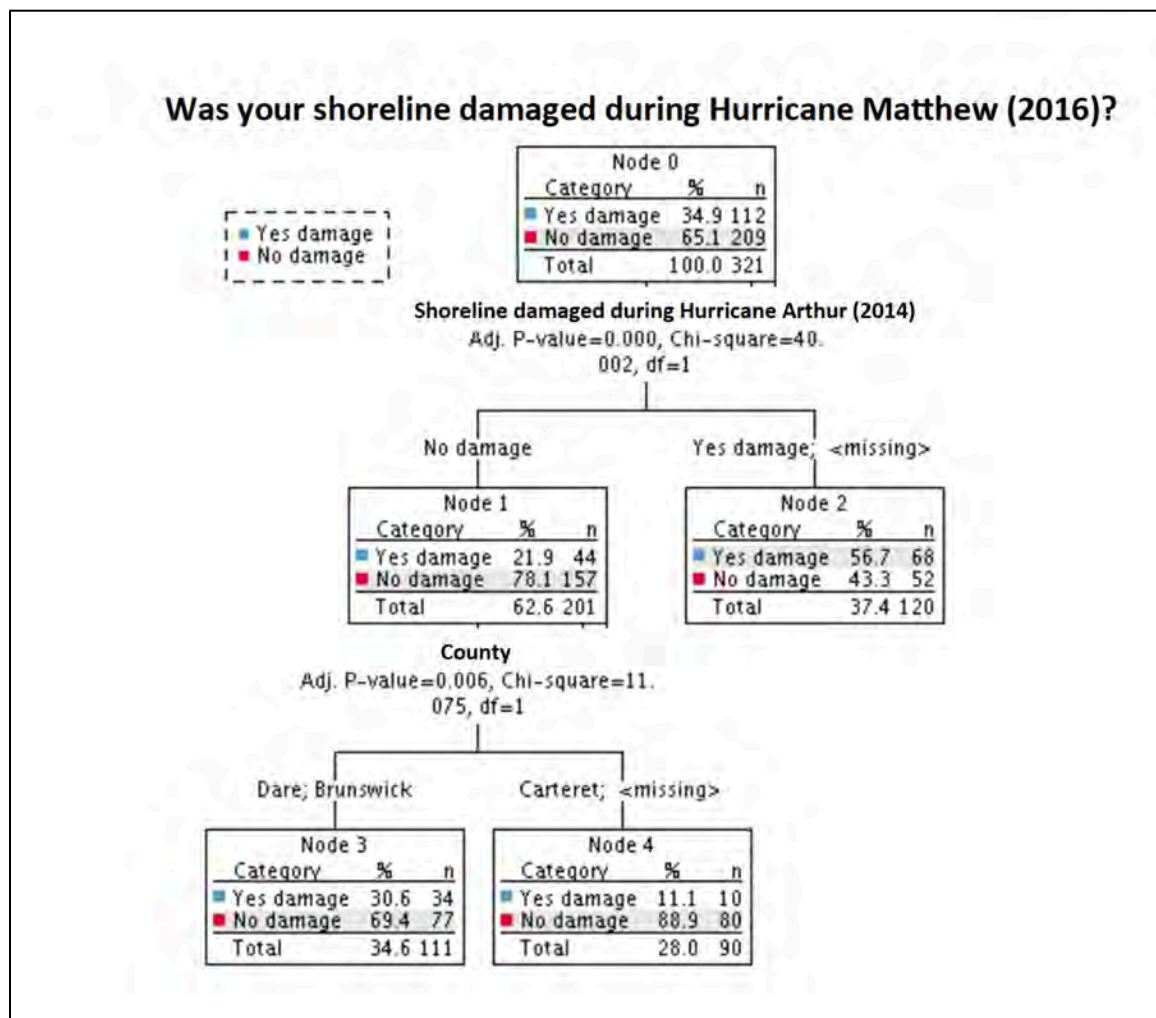 Was your shoreline damaged during Hurricane Matthew (2016)?
Yes damage
No damage
Node 0
Category % n
Yes damage 34.9 112
No damage 65.1 209
Total 100.0 321
Shoreline damaged during Hurricane Arthur (2014)
Adj. P-value=0.000, Chi-square=40.
002, df=1
No damage
Yes damage; <missing>
Node 1
Category % n
Yes damage 21.9 44
No damage 78.1 157
Total 62.6 201
Node 2
Category % n
Yes damage 56.7 68
No damage 43.3 52
Total 37.4 120
County
Adj. P-value=0.006, Chi-square=11.
075, df=1
Dare; Brunswick
Carteret; <missing>
Node 3
Category % n
Yes damage 30.6 34
No damage 69.4 77
Total 34.6 111
Node 4
Category % n
Yes damage 11.1 10
No damage 88.9 80
Total 28.0 90